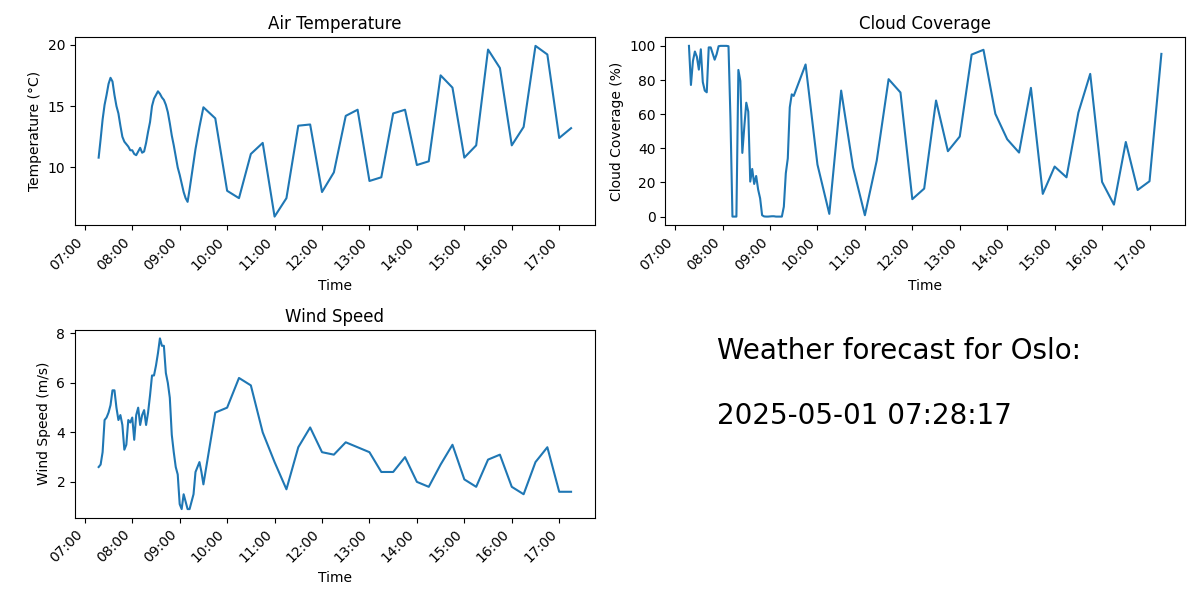 Air Temperature
Temperature (°C)
20
15
10
07:00 08:00 09:00 10:00 11:00 12:00 13:00 14:00 15:00 16:00 17:00
Time
Cloud Coverage
Cloud Coverage (%)
100
80
60
40
20
0
07:00 08:00 09:00 10:00 11:00 12:00 13:00 14:00 15:00 16:00 17:00
Time
Wind Speed
Wind Speed (m/s)
8
6
4
2
07:00 08:00 09:00 10:00 11:00 12:00 13:00 14:00 15:00 16:00 17:00
Time
Weather forecast for Oslo:
2025-05-01 07:28:17